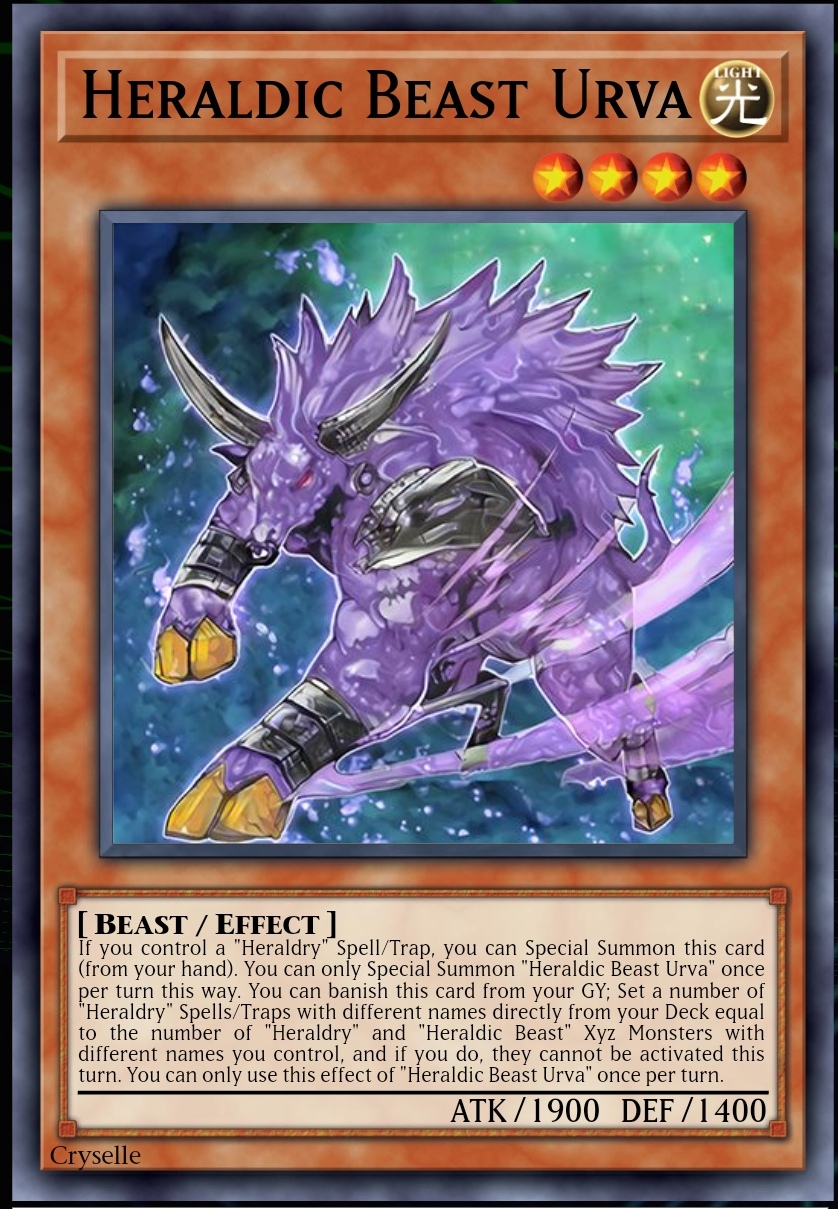 Heraldic Beast Urva
LIGHT
光
[ Beast / Effect ]
If you control a "Heraldry" Spell/Trap, you can Special Summon this card
(from your hand). You can only Special Summon "Heraldic Beast Urva" once
per turn this way. You can banish this card from your GY; Set a number of
"Heraldry" Spells/Traps with different names directly from your Deck equal
to the number of "Heraldry" and "Heraldic Beast" Xyz Monsters with
different names you control, and if you do, they cannot be activated this
turn. You can only use this effect of "Heraldic Beast Urva" once per turn.
ATK/1900 DEF/1400
Cryselle